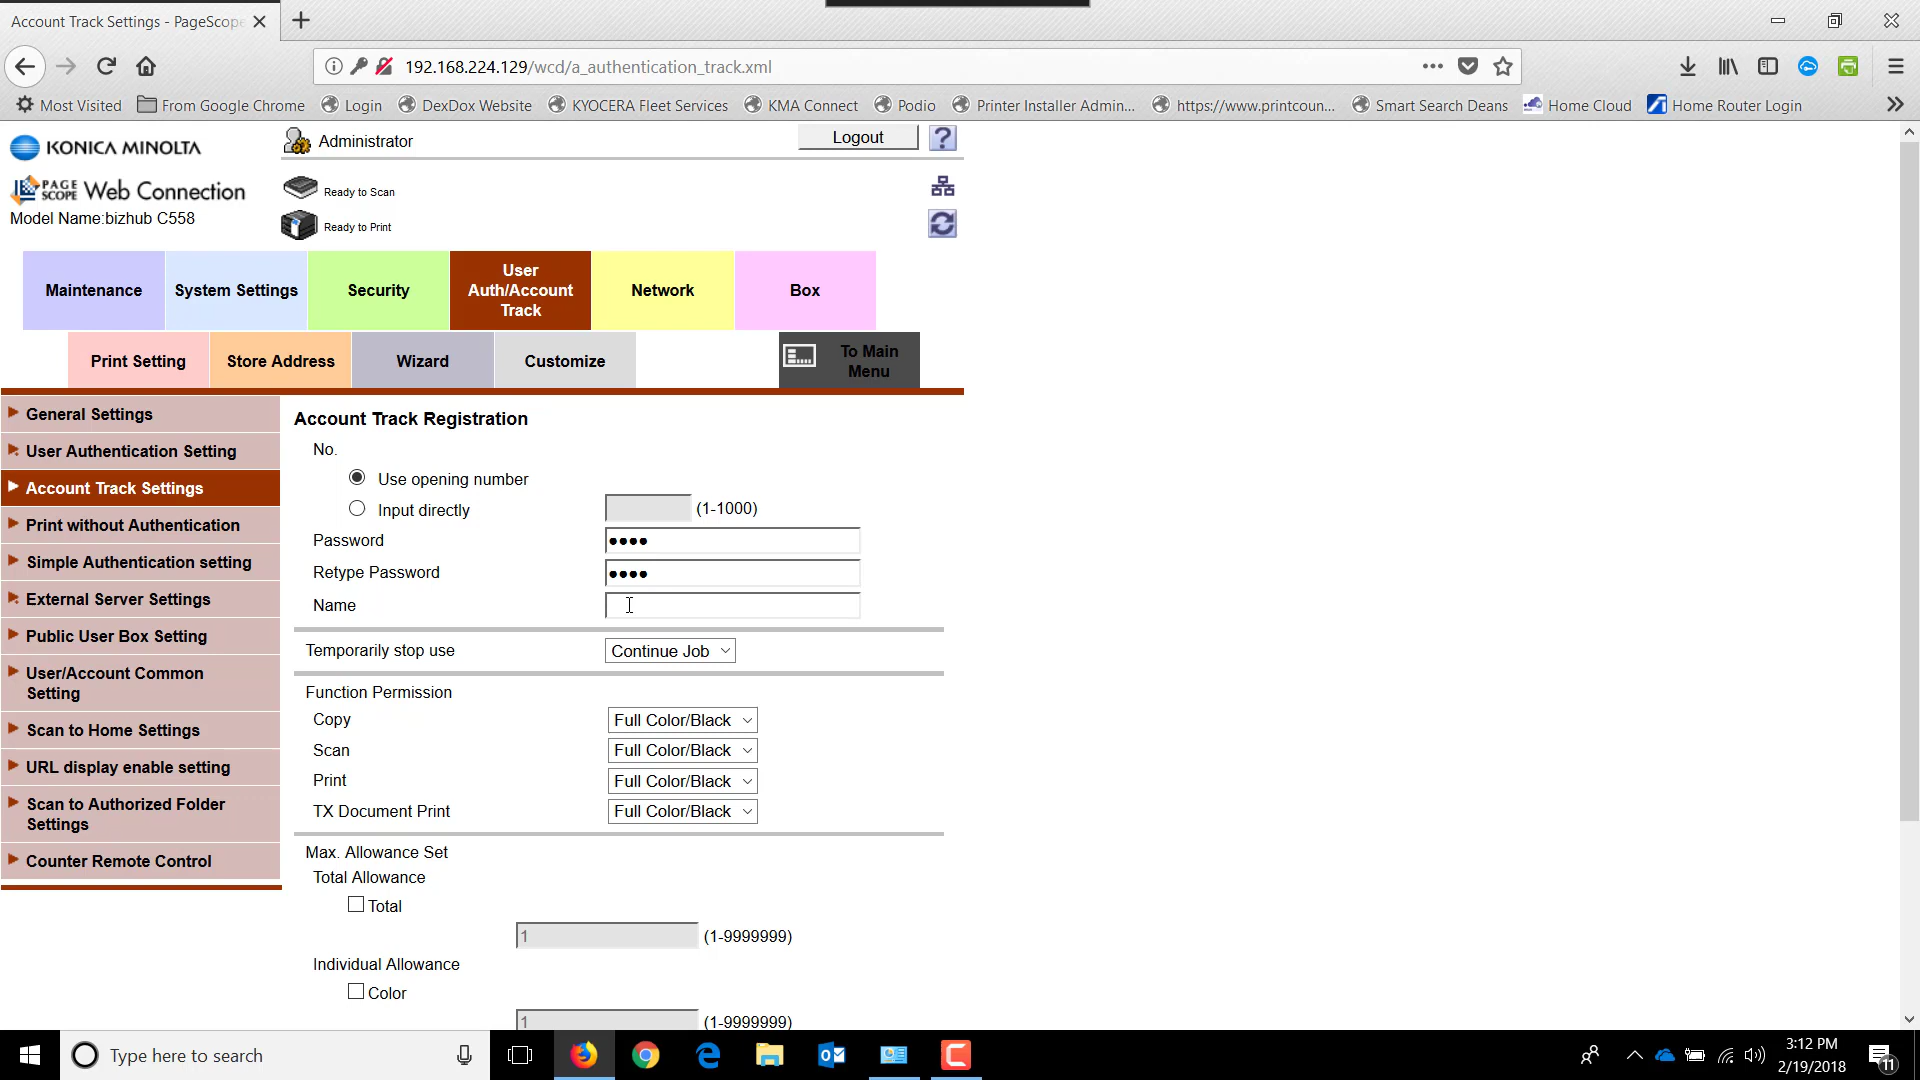 Account Track Settings - PageScope
192.168.224.129/wcd/a_authentication_track.xml
Most Visited
From Google Chrome
Login
DexDox Website
KYOCERA Fleet Services
KMA Connect
Podio
Printer Installer Admin...
https://www.printcoun...
Smart Search Deans
Home Cloud
Home Router Login
KONICA MINOLTA
Administrator
Logout
PAGE SCOPE Web Connection
Ready to Scan
Model Name:bizhub C558
Ready to Print
Maintenance
System Settings
Security
User Auth/Account Track
Network
Box
Print Setting
Store Address
Wizard
Customize
To Main Menu
General Settings
User Authentication Setting
Account Track Settings
Print without Authentication
Simple Authentication setting
External Server Settings
Public User Box Setting
User/Account Common
Setting
Scan to Home Settings
URL display enable setting
Scan to Authorized Folder
Settings
Counter Remote Control
Account Track Registration
No.
Use opening number
Input directly (1-1000)
Password ••••
Retype Password ••••
Name
Temporarily stop use Continue Job
Function Permission
Copy Full Color/Black
Scan Full Color/Black
Print Full Color/Black
TX Document Print Full Color/Black
Max. Allowance Set
Total Allowance
Total
1 (1-9999999)
Individual Allowance
Color
1 (1-9999999)
Type here to search
3:12 PM
2/19/2018
11